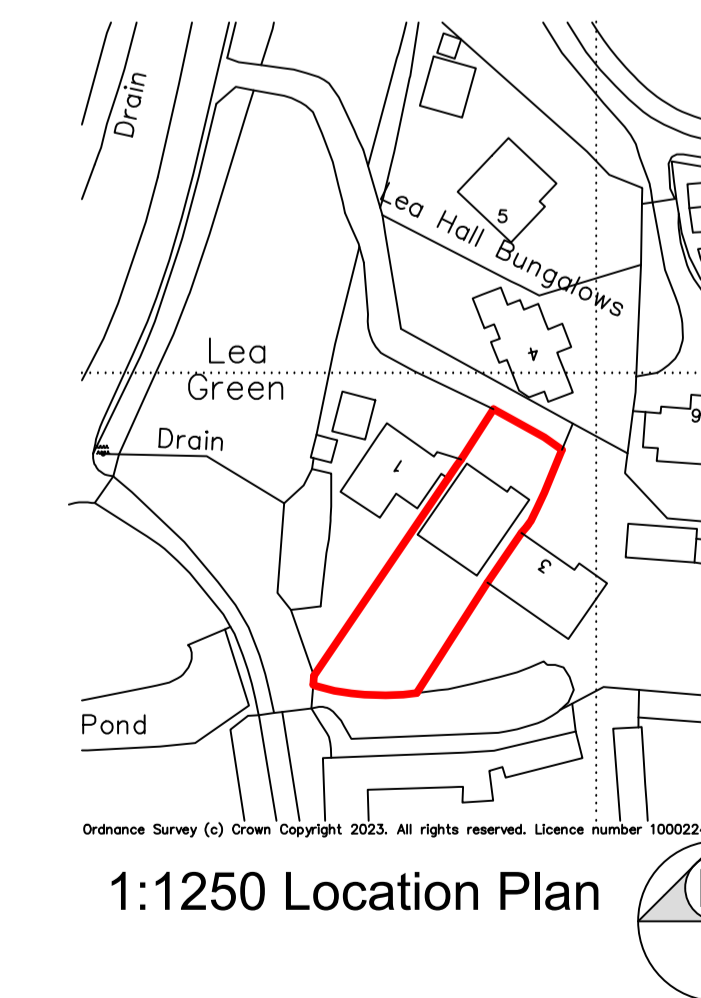 Drain
5
Lea Hall Bungalows
4
Lea
Green
9
Drain
1
3
Pond
Ordnance Survey (c) Crown Copyright 2023. All rights reserved. Licence number 100022
1:1250 Location Plan